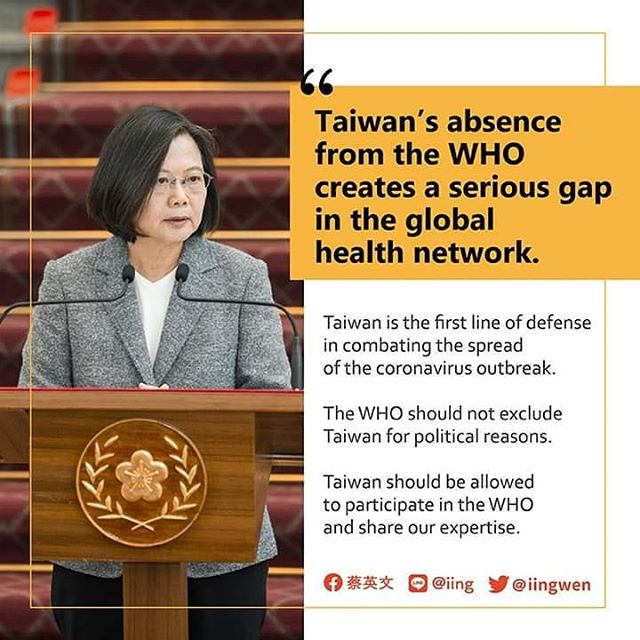 “
Taiwan's absence
from the WHO
creates a serious gap
in the global
health network.
Taiwan is the first line of defense
in combating the spread
of the coronavirus outbreak.
The WHO should not exclude
Taiwan for political reasons.
Taiwan should be allowed
to participate in the WHO
and share our expertise.
蔡英文 LINE @iing @iingwen